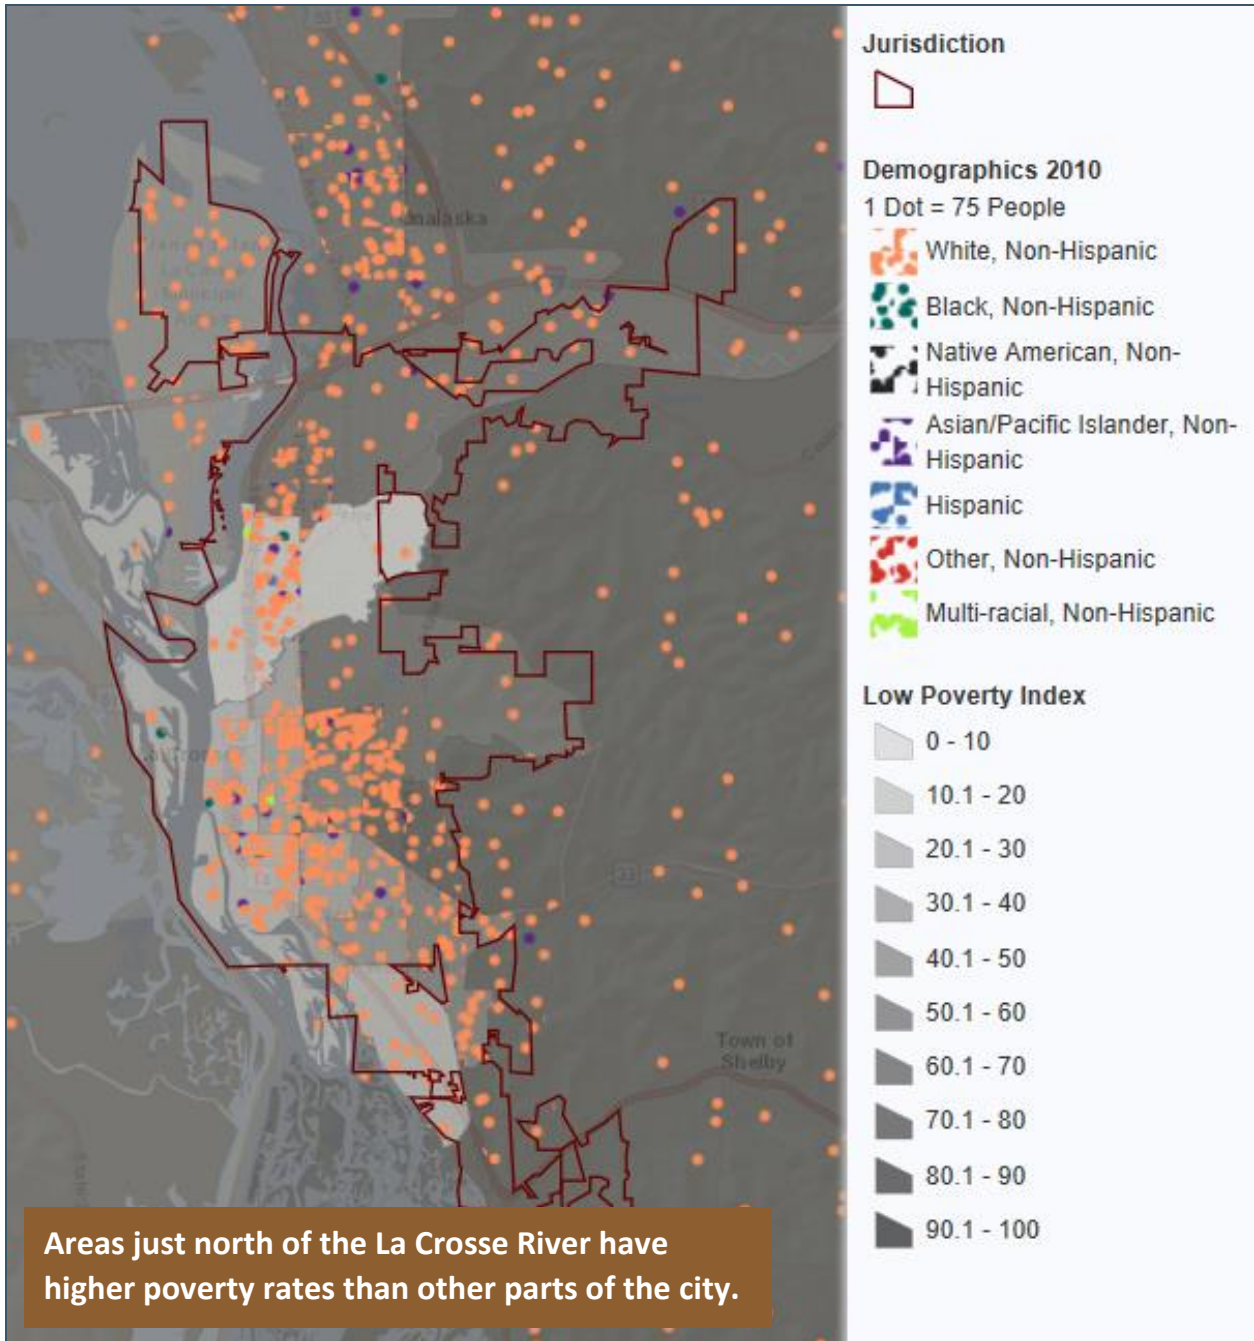 Jurisdiction
Demographics 2010
1 Dot = 75 People
White, Non-Hispanic
Black, Non-Hispanic
Native American, Non-
Hispanic
Asian/Pacific Islander, Non-
Hispanic
Hispanic
Other, Non-Hispanic
Multi-racial, Non-Hispanic
Low Poverty Index
0 - 10
10.1 - 20
20.1 - 30
30.1 - 40
40.1 - 50
50.1 - 60
60.1 - 70
70.1 - 80
80.1 - 90
90.1 - 100
53
33
Town of
Shelby
Areas just north of the La Crosse River have
higher poverty rates than other parts of the city.